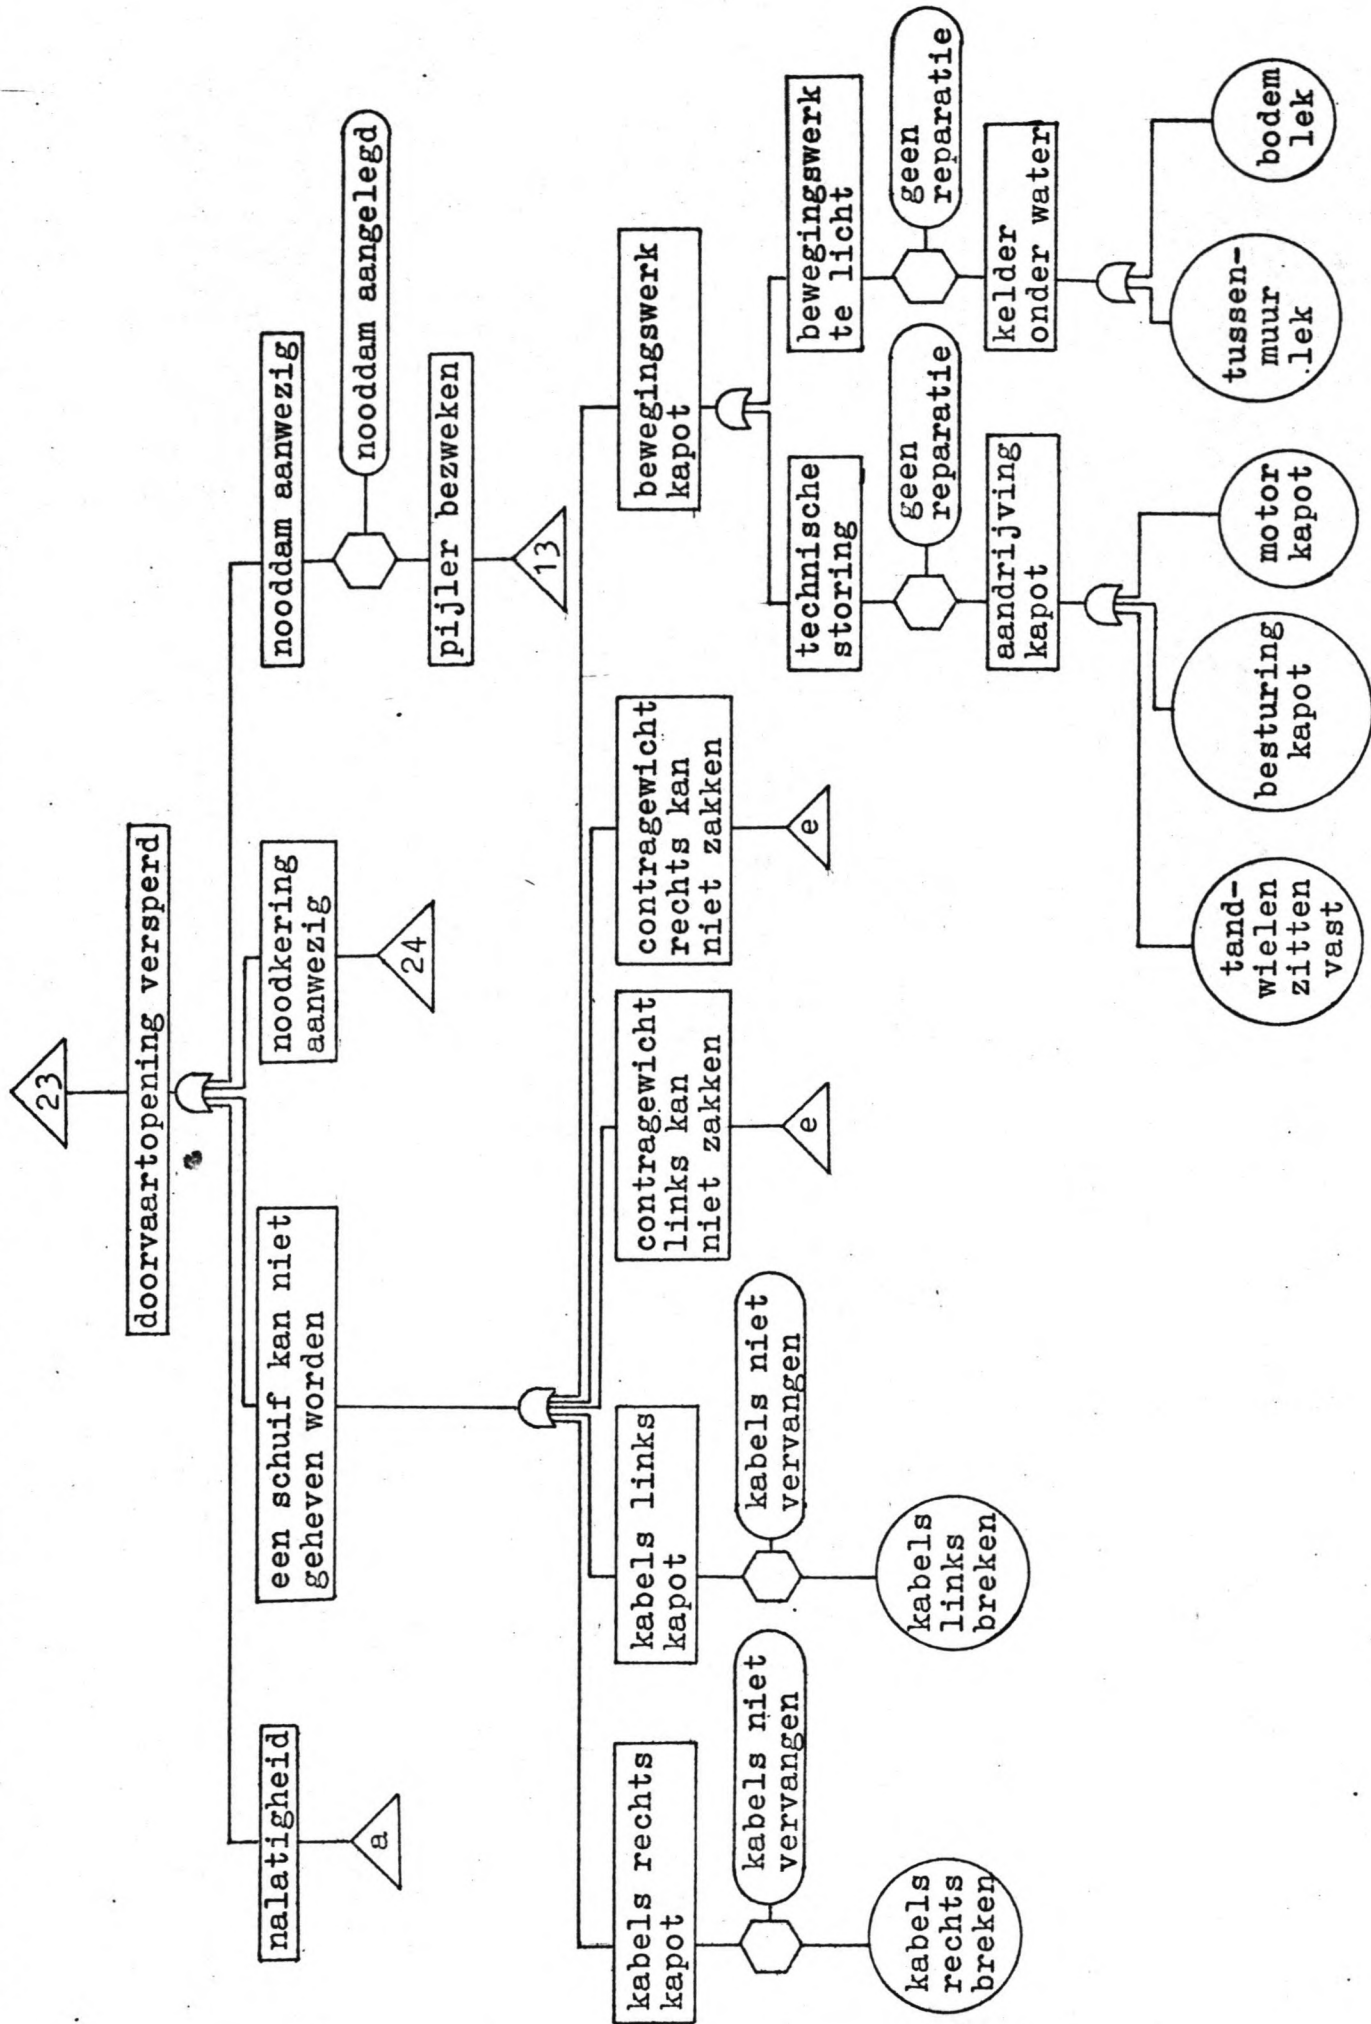 23
doorvaartopening versperd
nalatigheid
a
een schuif kan niet
geheven worden
noodkering
aanwezig
24
nooddam aanwezig
nooddam aangelegd
pijler bezweken
13
kabels rechts
kapot
kabels niet
vervangen
kabels
rechts
breken
kabels links
kapot
kabels niet
vervangen
kabels
links
breken
contragewicht
links kan
niet zakken
e
contragewicht
rechts kan
niet zakken
e
bewegingswerk
kapot
technische
storing
geen
reparatie
aandrijving
kapot
tand-
wielen
zitten
vast
besturing
kapot
motor
kapot
bewegingswerk
te licht
geen
reparatie
kelder
onder water
tussen-
muur
lek
bodem
lek